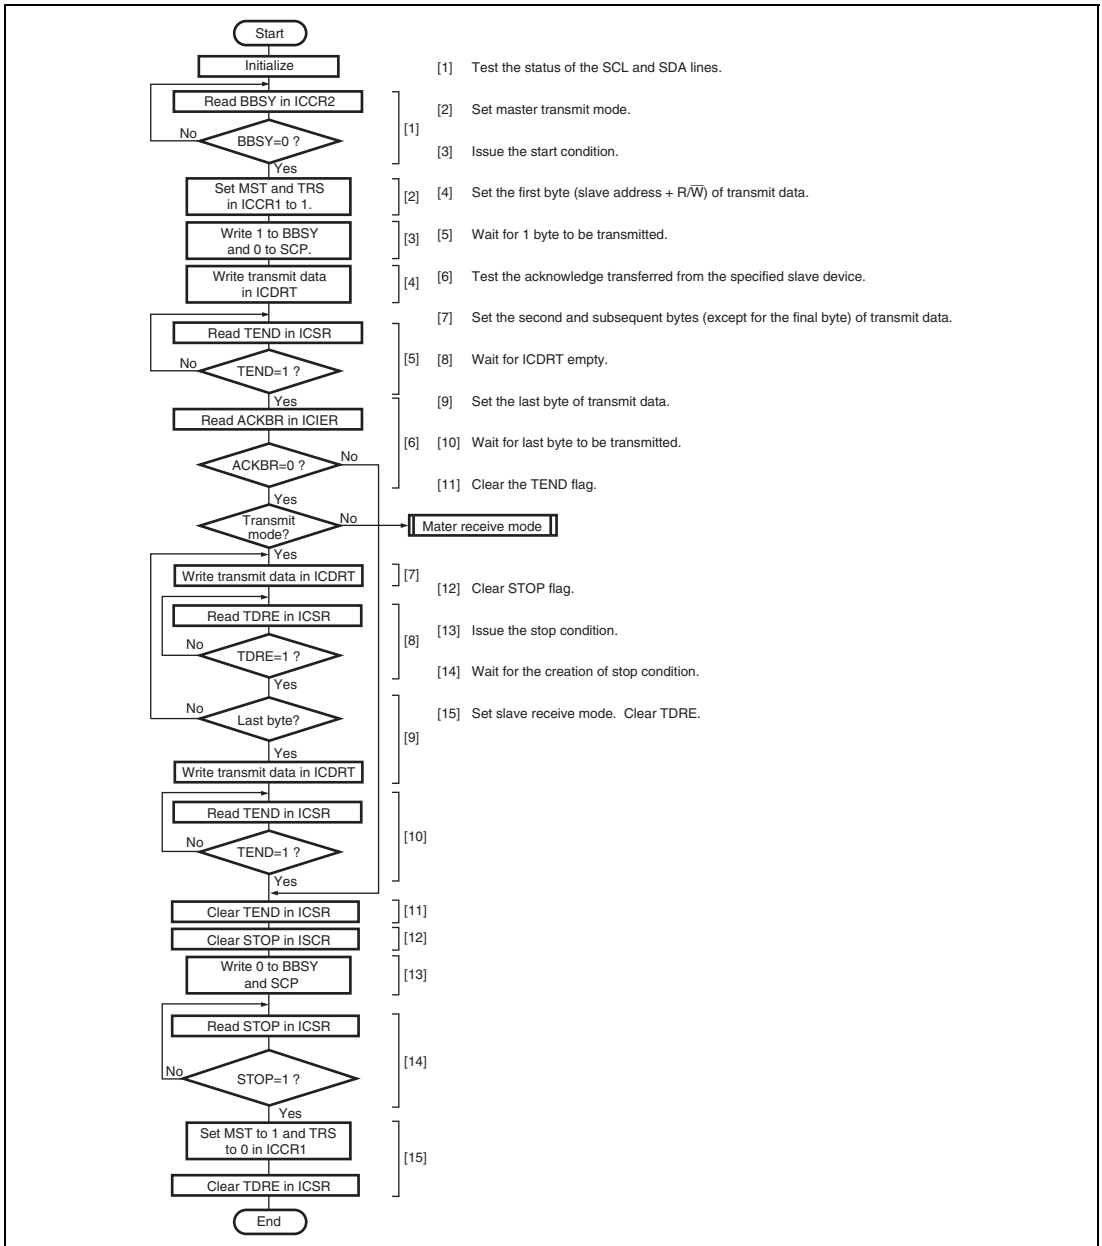 Start
Initialize
Read BBSY in ICCR2
No
BBSY=0 ?
[1]
Yes
Set MST and TRS
in ICCR1 to 1.
[2]
Write 1 to BBSY
and 0 to SCP.
[3]
Write transmit data
in ICDRT
[4]
Read TEND in ICSR
No
TEND=1 ?
[5]
Yes
Read ACKBR in ICIER
[6]
ACKBR=0 ?
No
Yes
Transmit
mode?
No
Mater receive mode
Yes
Write transmit data in ICDRT
[7]
Read TDRE in ICSR
No
TDRE=1 ?
[8]
Yes
No
Last byte?
[9]
Yes
Write transmit data in ICDRT
Read TEND in ICSR
No
TEND=1 ?
[10]
Yes
Clear TEND in ICSR
[11]
Clear STOP in ISCR
[12]
Write 0 to BBSY
and SCP
[13]
Read STOP in ICSR
No
STOP=1 ?
[14]
Yes
Set MST to 1 and TRS
to 0 in ICCR1
[15]
Clear TDRE in ICSR
End
[1] Test the status of the SCL and SDA lines.
[2] Set master transmit mode.
[3] Issue the start condition.
[4] Set the first byte (slave address + R/W̅) of transmit data.
[5] Wait for 1 byte to be transmitted.
[6] Test the acknowledge transferred from the specified slave device.
[7] Set the second and subsequent bytes (except for the final byte) of transmit data.
[8] Wait for ICDRT empty.
[9] Set the last byte of transmit data.
[10] Wait for last byte to be transmitted.
[11] Clear the TEND flag.
[12] Clear STOP flag.
[13] Issue the stop condition.
[14] Wait for the creation of stop condition.
[15] Set slave receive mode. Clear TDRE.